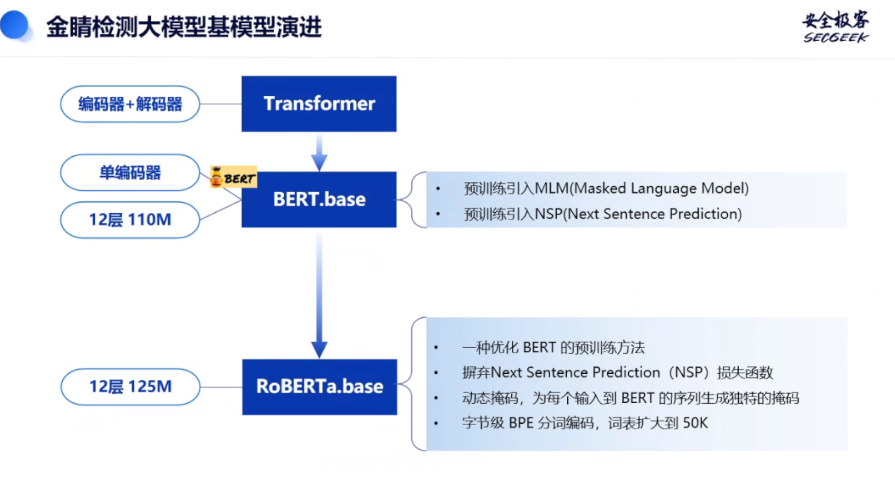 金睛检测大模型基模型演进
安全极客
SECGEEK
编码器+解码器
Transformer
单编码器
BERT
12层 110M
BERT.base
• 预训练引入MLM(Masked Language Model)
• 预训练引入NSP(Next Sentence Prediction)
12层 125M
RoBERTa.base
• 一种优化 BERT 的预训练方法
• 摒弃Next Sentence Prediction（NSP）损失函数
• 动态掩码，为每个输入到 BERT 的序列生成独特的掩码
• 字节级 BPE 分词编码，词表扩大到 50K